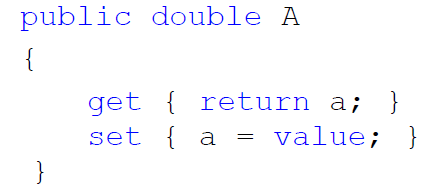 public double A
{
get { return a; }
set { a = value; }
}